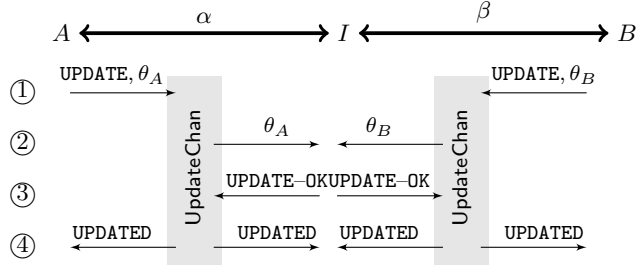 α β
A I B
① UPDATE, θ_A UPDATE, θ_B
UpdateChan UpdateChan
② θ_A θ_B
③ UPDATE–OK UPDATE–OK
④ UPDATED UPDATED UPDATED UPDATED